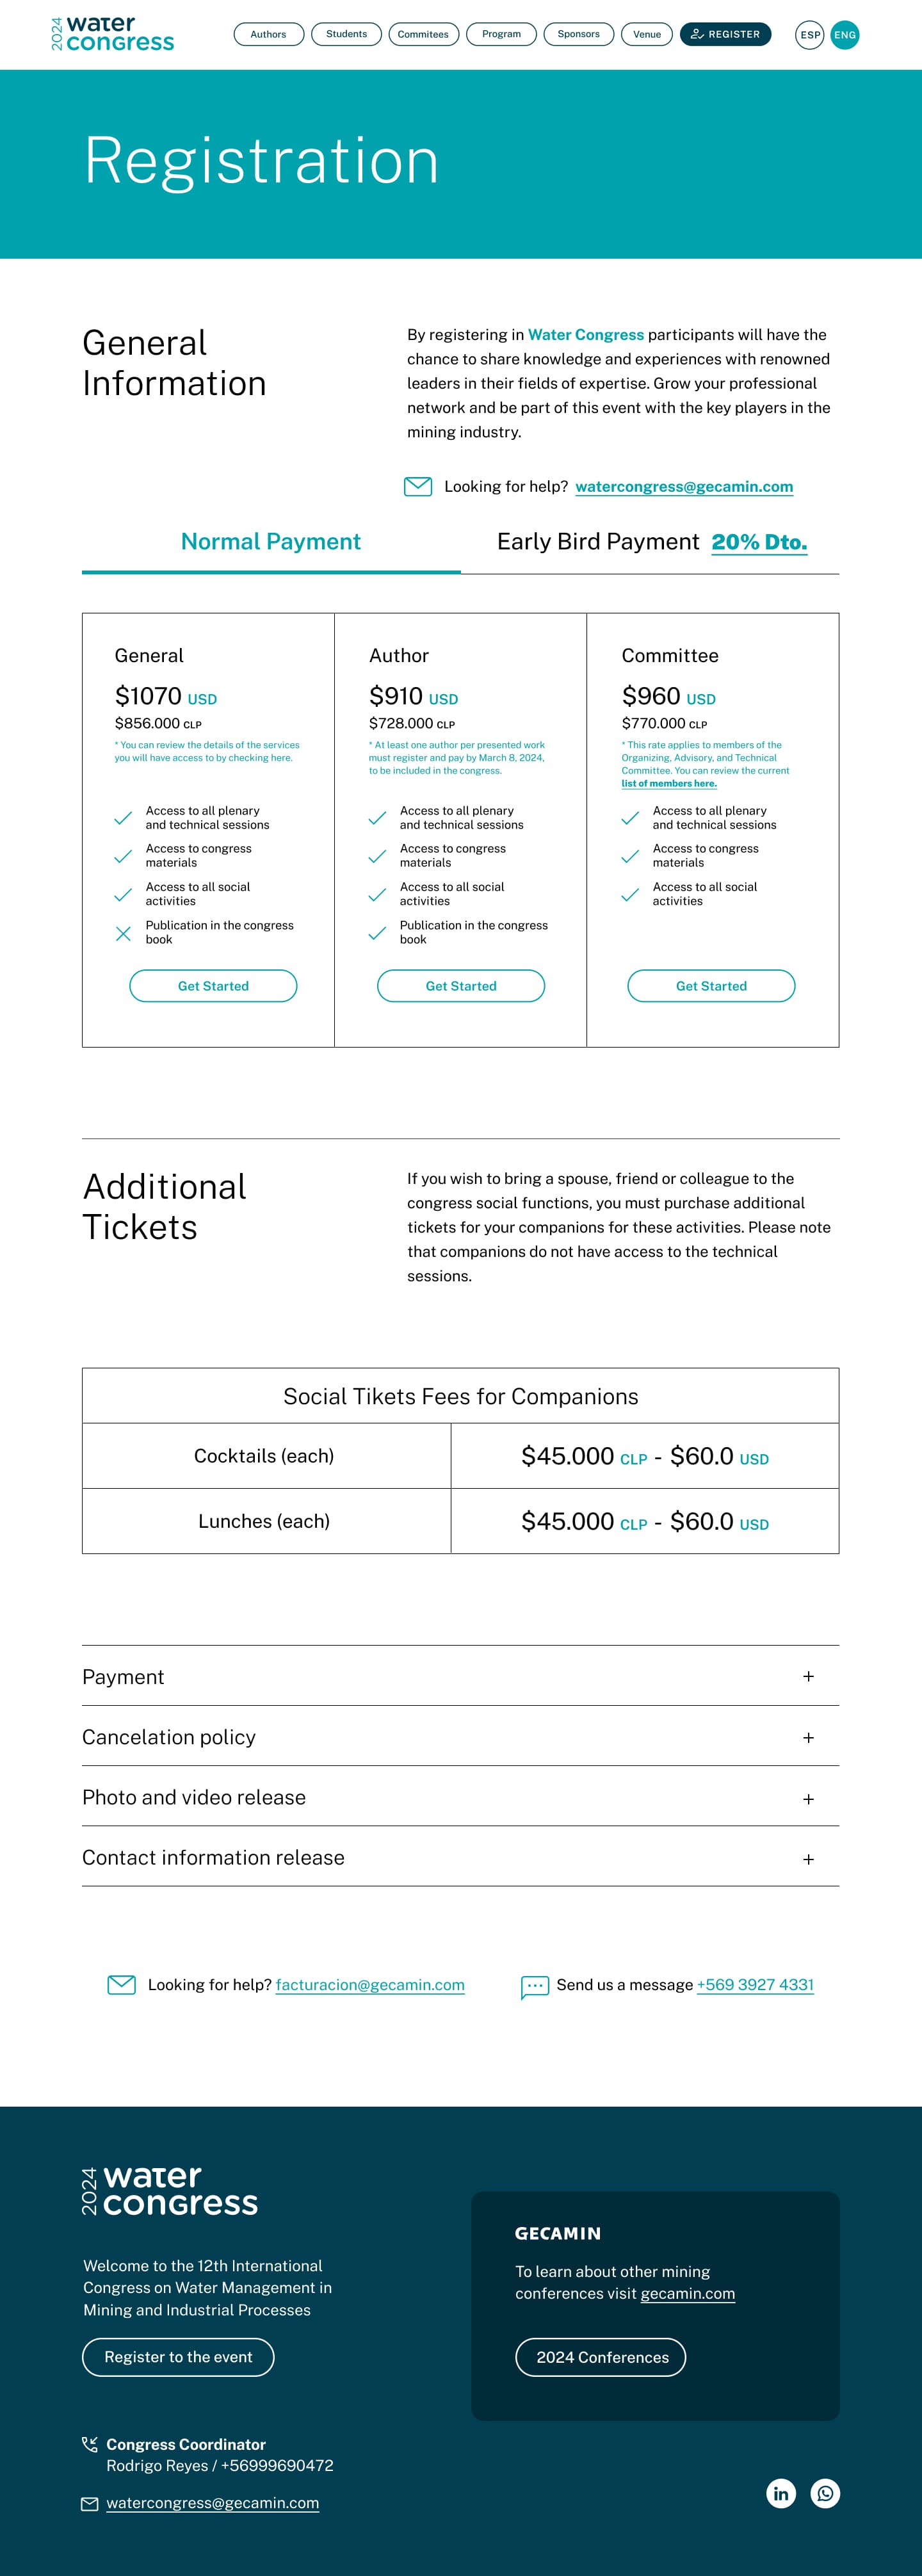 2024 water
congress
Authors
Students
Commitees
Program
Sponsors
Venue
REGISTER
ESP
ENG
Registration
General
Information
By registering in Water Congress participants will have the
chance to share knowledge and experiences with renowned
leaders in their fields of expertise. Grow your professional
network and be part of this event with the key players in the
mining industry.
Looking for help? watercongress@gecamin.com
Normal Payment
Early Bird Payment 20% Dto.
General
$1070 USD
$856.000 CLP
* You can review the details of the services
you will have access to by checking here.
Access to all plenary
and technical sessions
Access to congress
materials
Access to all social
activities
Publication in the congress
book
Get Started
Author
$910 USD
$728.000 CLP
* At least one author per presented work
must register and pay by March 8, 2024,
to be included in the congress.
Access to all plenary
and technical sessions
Access to congress
materials
Access to all social
activities
Publication in the congress
book
Get Started
Committee
$960 USD
$770.000 CLP
* This rate applies to members of the
Organizing, Advisory, and Technical
Committee. You can review the current
list of members here.
Access to all plenary
and technical sessions
Access to congress
materials
Access to all social
activities
Get Started
Additional
Tickets
If you wish to bring a spouse, friend or colleague to the
congress social functions, you must purchase additional
tickets for your companions for these activities. Please note
that companions do not have access to the technical
sessions.
Social Tikets Fees for Companions
Cocktails (each)
$45.000 CLP - $60.0 USD
Lunches (each)
$45.000 CLP - $60.0 USD
Payment +
Cancelation policy +
Photo and video release +
Contact information release +
Looking for help? facturacion@gecamin.com
Send us a message +569 3927 4331
2024 water
congress
Welcome to the 12th International
Congress on Water Management in
Mining and Industrial Processes
Register to the event
GECAMIN
To learn about other mining
conferences visit gecamin.com
2024 Conferences
Congress Coordinator
Rodrigo Reyes / +56999690472
watercongress@gecamin.com
in